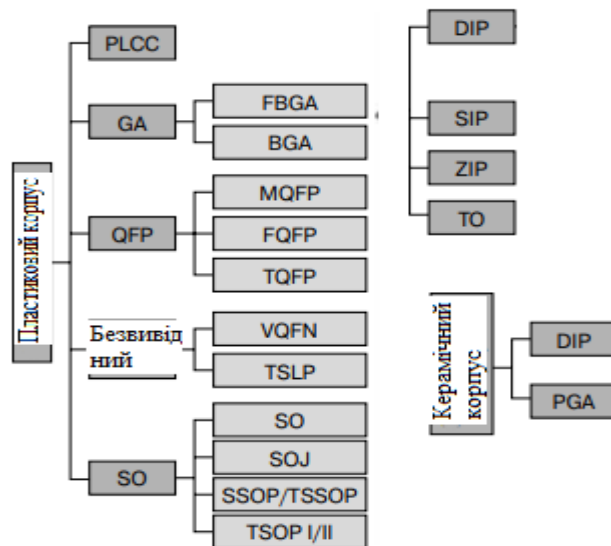 Пластиковий корпус
PLCC
GA
FBGA
BGA
QFP
MQFP
FQFP
TQFP
Безвивід
ний
VQFN
TSLP
SO
SO
SOJ
SSOP/TSSOP
TSOP I/II
DIP
SIP
ZIP
TO
Керамічний
корпус
DIP
PGA